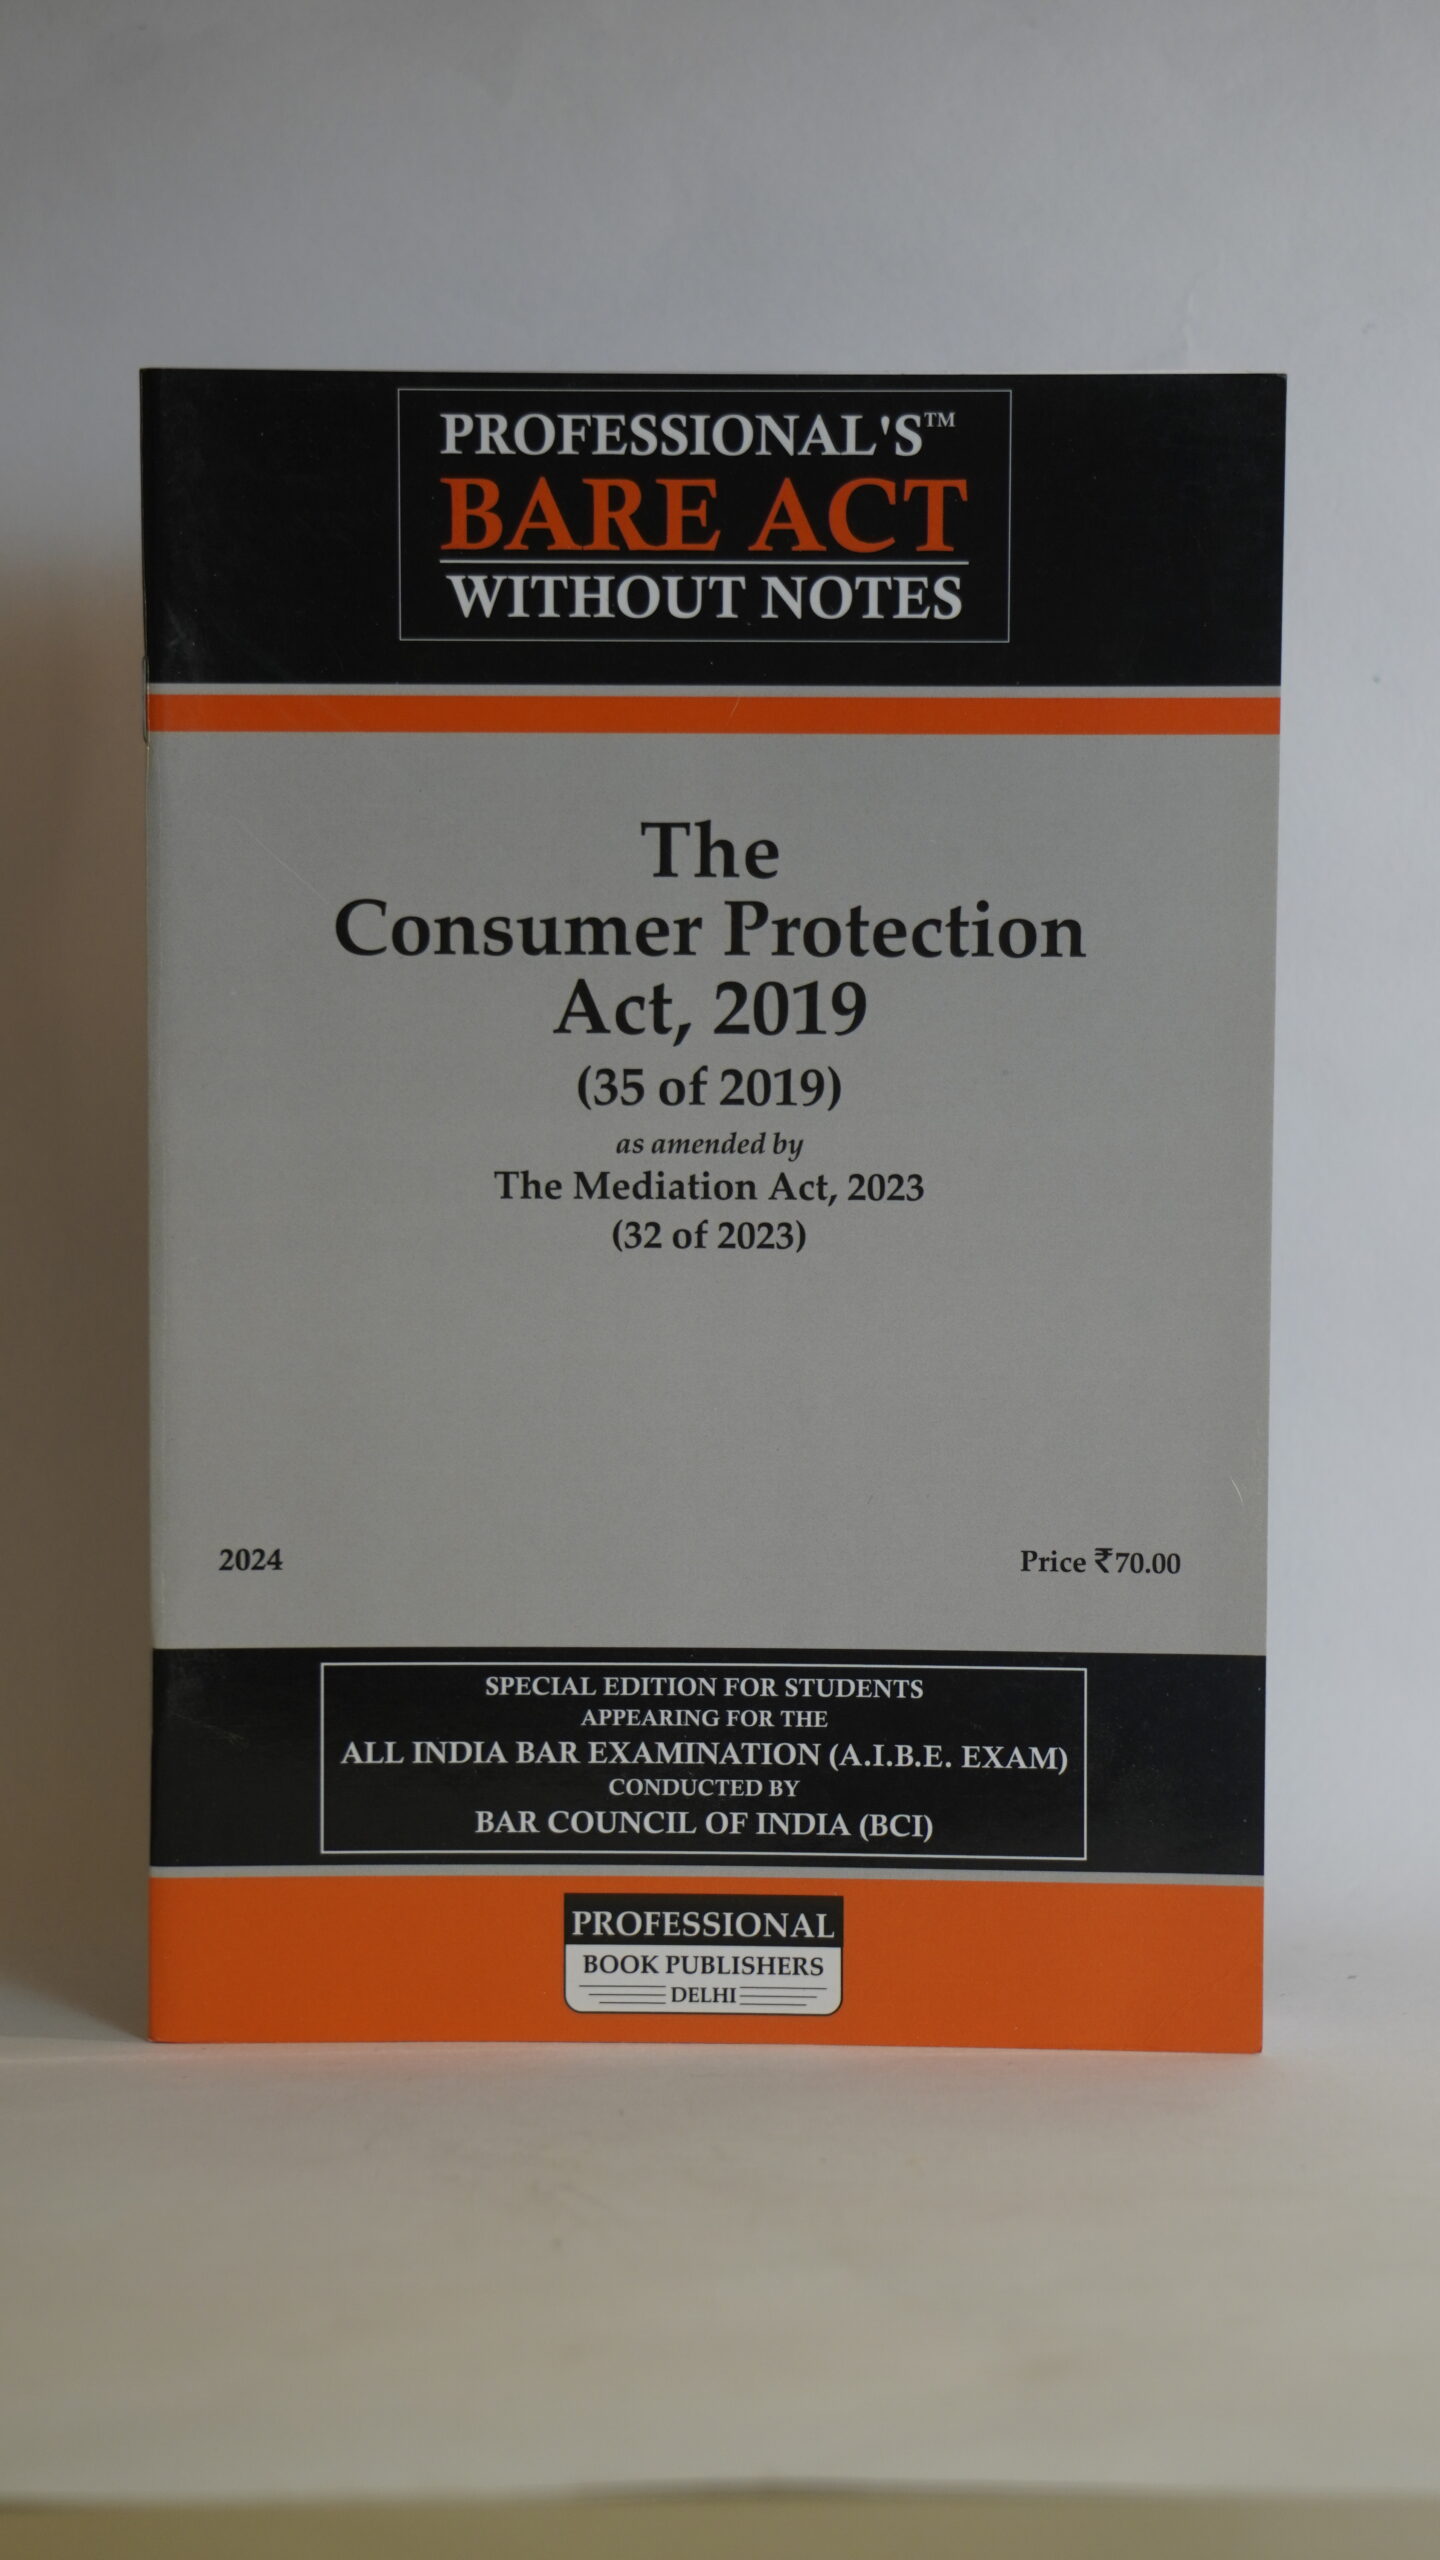 PROFESSIONAL'S™
BARE ACT
WITHOUT NOTES
The
Consumer Protection
Act, 2019
(35 of 2019)
as amended by
The Mediation Act, 2023
(32 of 2023)
2024
Price ₹70.00
SPECIAL EDITION FOR STUDENTS
APPEARING FOR THE
ALL INDIA BAR EXAMINATION (A.I.B.E. EXAM)
CONDUCTED BY
BAR COUNCIL OF INDIA (BCI)
PROFESSIONAL
BOOK PUBLISHERS
DELHI